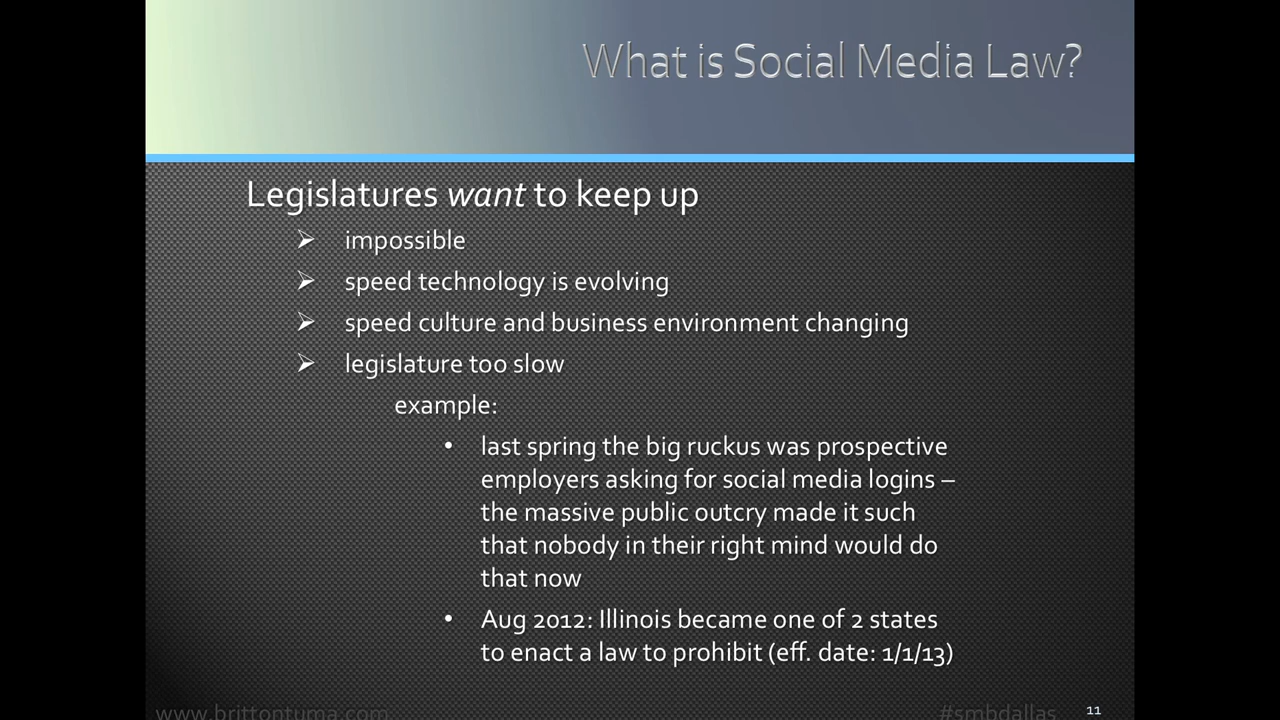 What is Social Media Law?
Legislatures want to keep up
➢ impossible
➢ speed technology is evolving
➢ speed culture and business environment changing
➢ legislature too slow
example:
• last spring the big ruckus was prospective
employers asking for social media logins –
the massive public outcry made it such
that nobody in their right mind would do
that now
• Aug 2012: Illinois became one of 2 states
to enact a law to prohibit (eff. date: 1/1/13)
www.brittontuma.com
#smbdallas
11